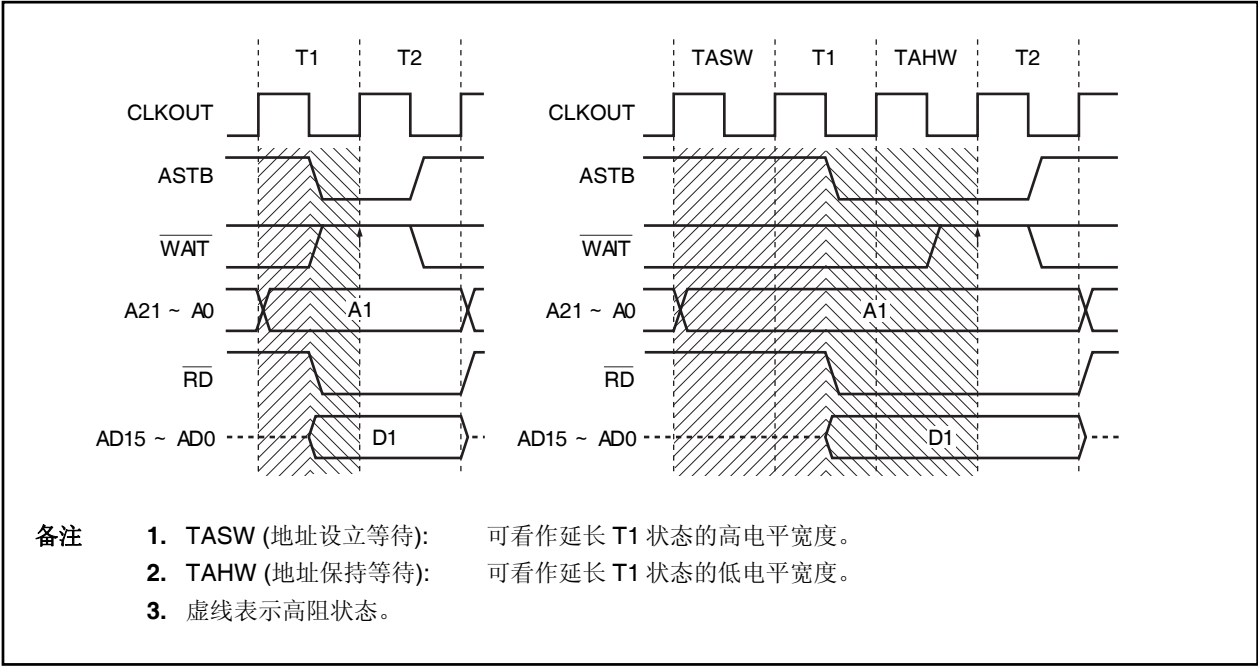 T1 T2
CLKOUT
ASTB
WAIT
A21 ~ A0 A1
RD
AD15 ~ AD0 D1
TASW T1 TAHW T2
CLKOUT
ASTB
WAIT
A21 ~ A0 A1
RD
AD15 ~ AD0 D1
备注 1. TASW (地址设立等待): 可看作延长 T1 状态的高电平宽度。
2. TAHW (地址保持等待): 可看作延长 T1 状态的低电平宽度。
3. 虚线表示高阻状态。